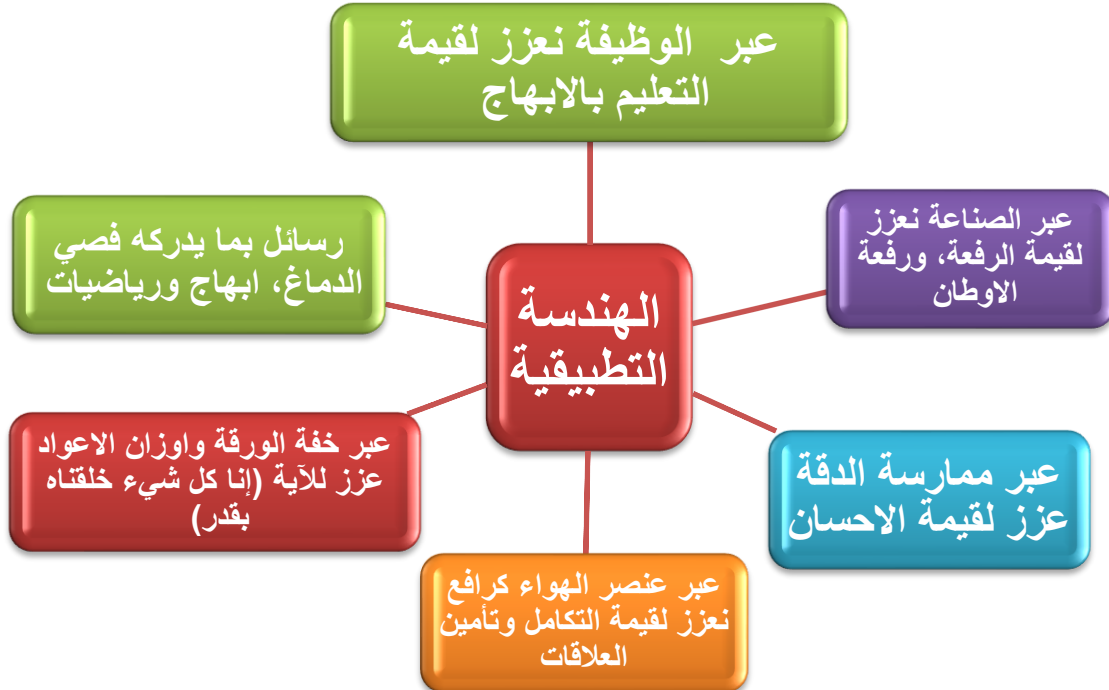 عبر الوظيفة نعزز لقيمة
التعليم بالابهاج
عبر الصناعة نعزز
لقيمة الرفعة، ورفعة
الاوطان
رسائل بما يدركه فصي
الدماغ، ابهاج ورياضيات
الهندسة
التطبيقية
عبر خفة الورقة واوزان الاعواد
عزز للآية (إنا كل شيء خلقناه
بقدر)
عبر ممارسة الدقة
عزز لقيمة الاحسان
عبر عنصر الهواء كرافع
نعزز لقيمة التكامل وتأمين
العلاقات